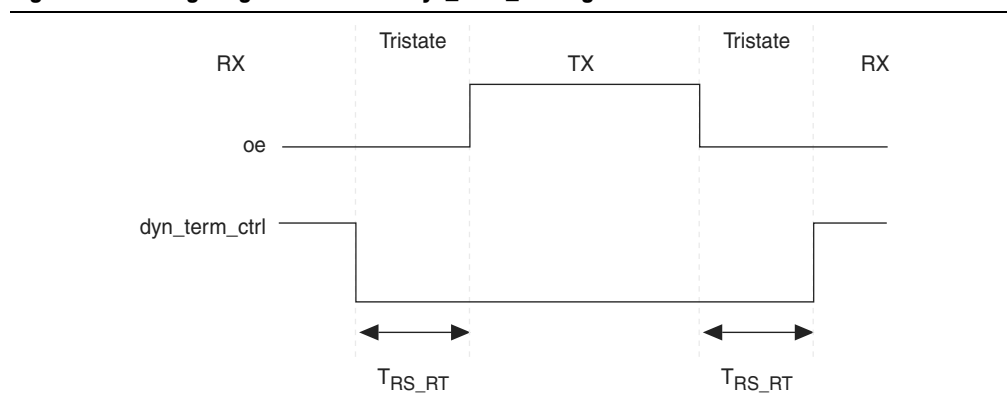 Tristate
Tristate
RX
TX
RX
oe
dyn_term_ctrl
T_RS_RT
T_RS_RT